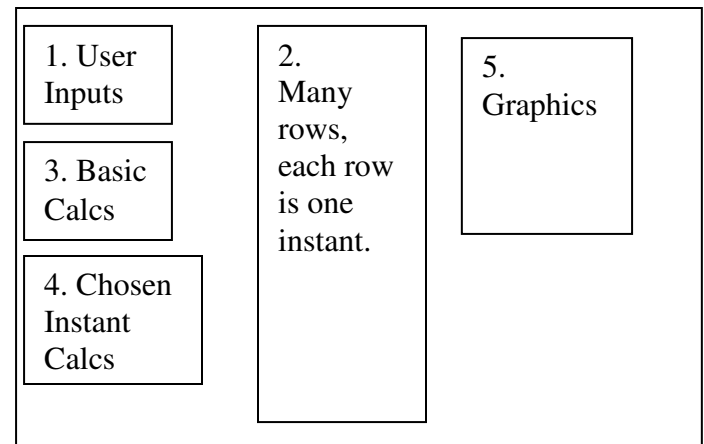 1. User
Inputs
3. Basic
Calcs
4. Chosen
Instant
Calcs
2.
Many
rows,
each row
is one
instant.
5.
Graphics